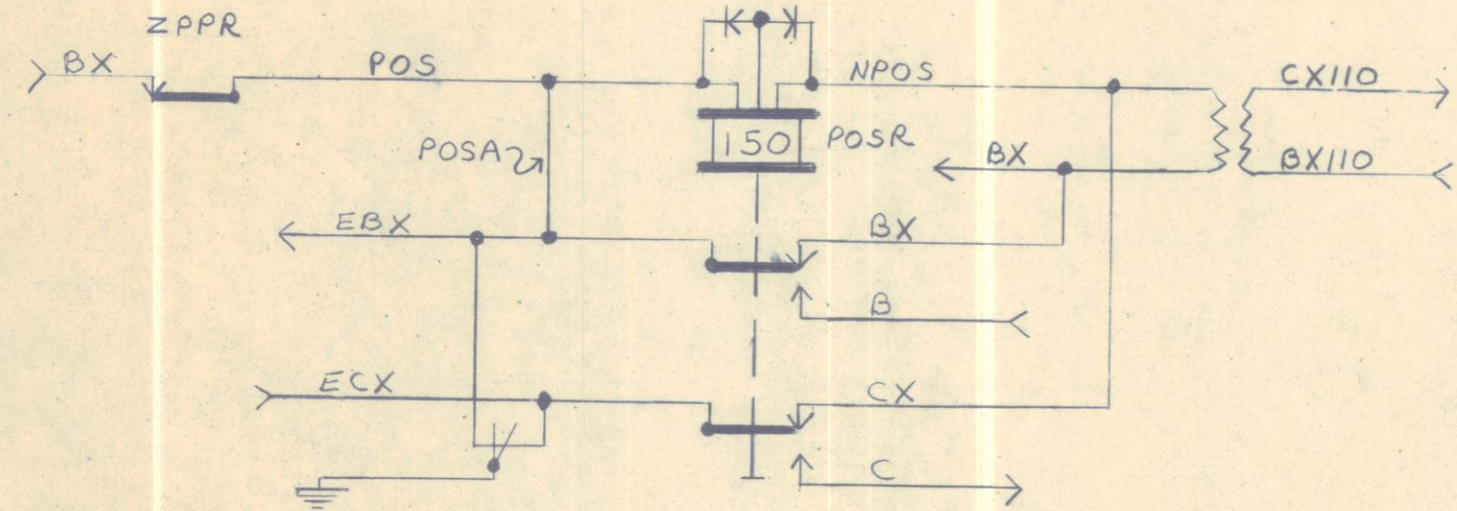 ZPPR
BX
POS
NPOS
CX110
POSA
150
POSR
BX
BX110
EBX
BX
B
ECX
CX
C